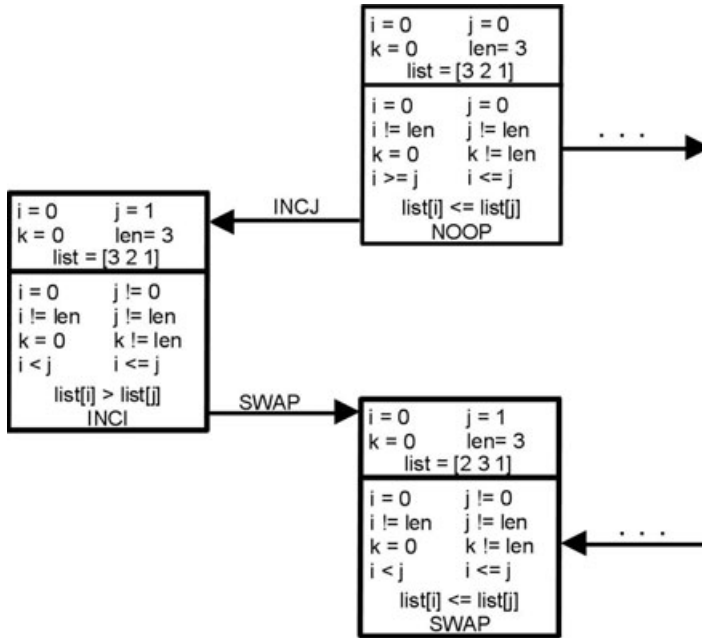 i = 0 j = 0
k = 0 len= 3
list = [3 2 1]
i = 0 j = 0
i != len j != len
k = 0 k != len
i >= j i <= j
list[i] <= list[j]
NOOP
. . .
INCJ
i = 0 j = 1
k = 0 len= 3
list = [3 2 1]
i = 0 j != 0
i != len j != len
k = 0 k != len
i < j i <= j
list[i] > list[j]
INCI
SWAP
i = 0 j = 1
k = 0 len= 3
list = [2 3 1]
i = 0 j != 0
i != len j != len
k = 0 k != len
i < j i <= j
list[i] <= list[j]
SWAP
. . .